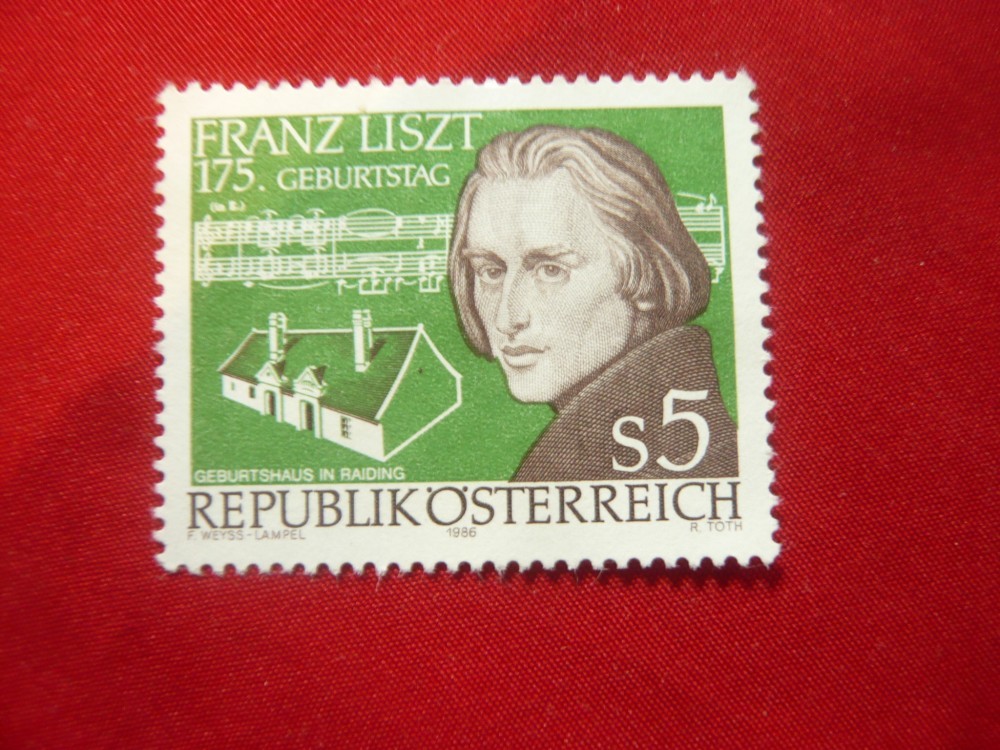 FRANZ LISZT
175. GEBURTSTAG
S5
GEBURTSHAUS IN RAIDING
REPUBLIK ÖSTERREICH
F. WEYSS-LAMPEL 1986 R. TOTH